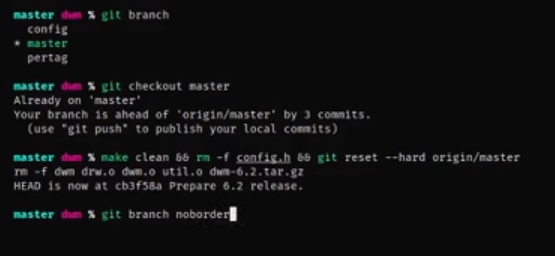 master dwm % git branch
config
* master
pertag
master dwm % git checkout master
Already on 'master'
Your branch is ahead of 'origin/master' by 3 commits.
(use "git push" to publish your local commits)
master dwm % make clean && rm -f config.h && git reset --hard origin/master
rm -f dwm drw.o dwm.o util.o dwm-6.2.tar.gz
HEAD is now at cb3f58a Prepare 6.2 release.
master dwm % git branch noborder